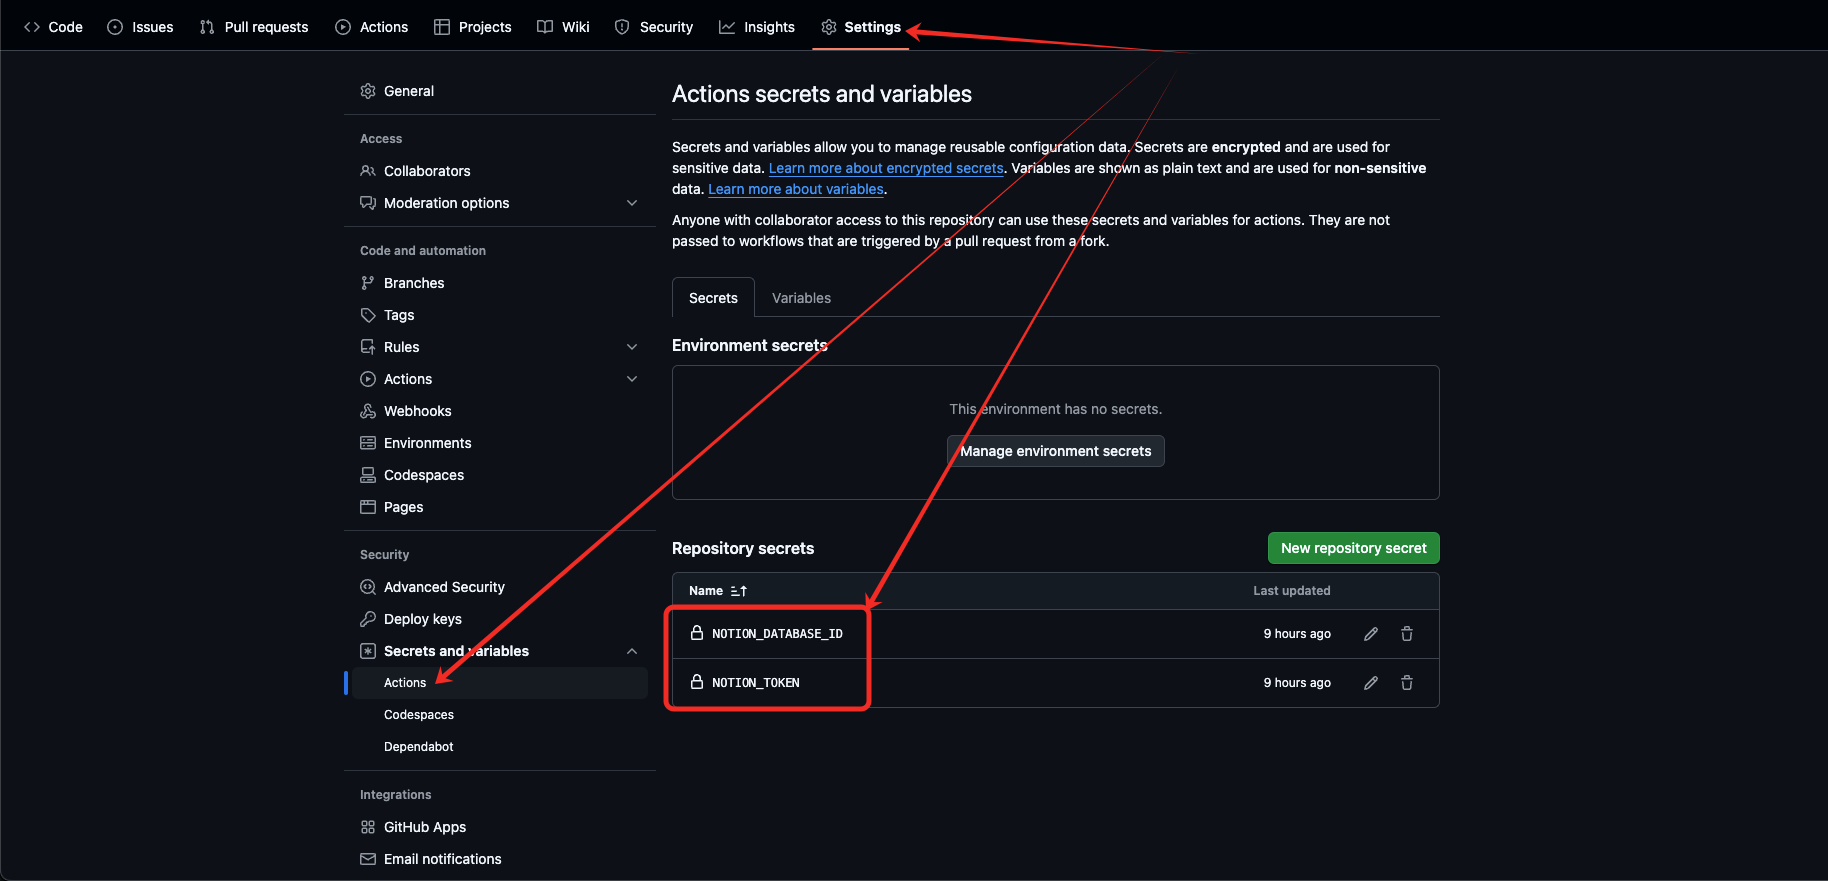 Code Issues Pull requests Actions Projects Wiki Security Insights Settings
General
Access
Collaborators
Moderation options
Code and automation
Branches
Tags
Rules
Actions
Webhooks
Environments
Codespaces
Pages
Security
Advanced Security
Deploy keys
Secrets and variables
Actions
Codespaces
Dependabot
Integrations
GitHub Apps
Email notifications
Actions secrets and variables
Secrets and variables allow you to manage reusable configuration data. Secrets are encrypted and are used for
sensitive data. Learn more about encrypted secrets. Variables are shown as plain text and are used for non-sensitive
data. Learn more about variables.
Anyone with collaborator access to this repository can use these secrets and variables for actions. They are not
passed to workflows that are triggered by a pull request from a fork.
Secrets Variables
Environment secrets
This environment has no secrets.
Manage environment secrets
Repository secrets
New repository secret
Name Last updated
NOTION_DATABASE_ID 9 hours ago
NOTION_TOKEN 9 hours ago